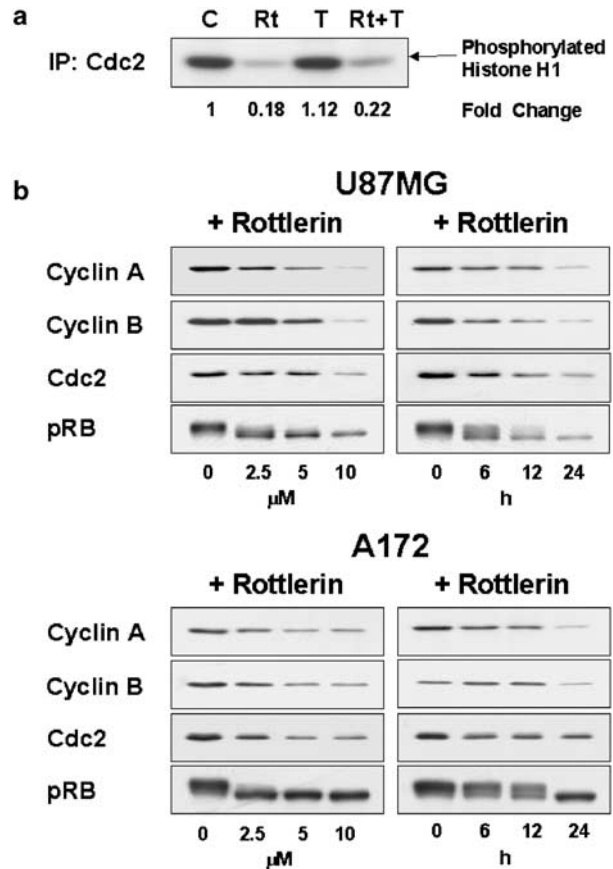 a
C Rt T Rt+T
IP: Cdc2
Phosphorylated
Histone H1
1 0.18 1.12 0.22 Fold Change
b
U87MG
+ Rottlerin + Rottlerin
Cyclin A
Cyclin B
Cdc2
pRB
0 2.5 5 10 0 6 12 24
μM h
A172
+ Rottlerin + Rottlerin
Cyclin A
Cyclin B
Cdc2
pRB
0 2.5 5 10 0 6 12 24
μM h